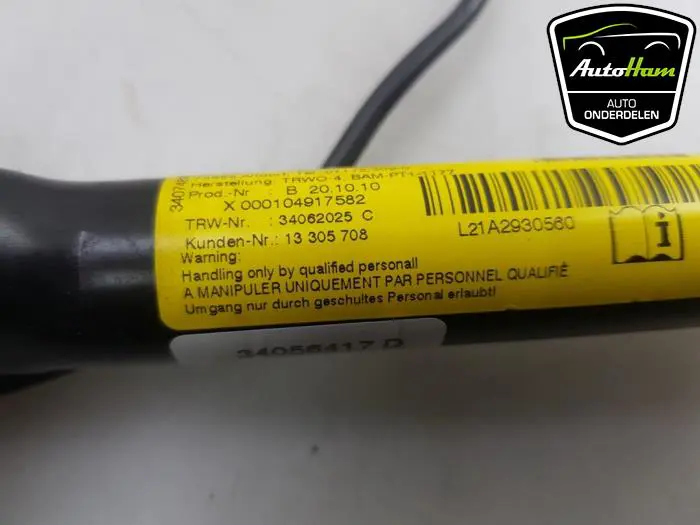 AutoHam
AUTO
ONDERDELEN
Herstellung: TRWO-4, BAM-PT1-1177
Prod.-Nr : B 20.10.10
X 000104917582
TRW-Nr. : 34062025 C
Kunden-Nr.: 13 305 708
Warning:
Handling only by qualified personall
A MANIPULER UNIQUEMENT PAR PERSONNEL QUALIFIÉ
Umgang nur durch geschultes Personal erlaubt!
L21A2930560
i
34056417 D